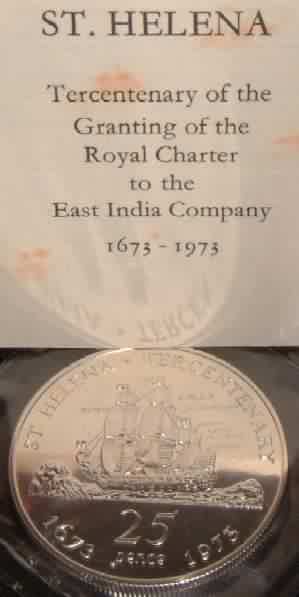 ST. HELENA
Tercentenary of the
Granting of the
Royal Charter
to the
East India Company
1673 - 1973
ST HELENA · TERCENTENARY
25
pence
1673 1973